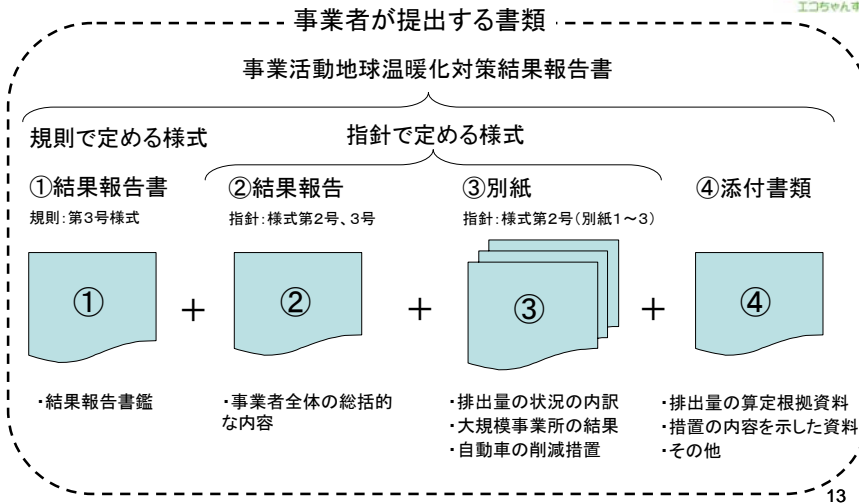 エコちゃんず
事業者が提出する書類
事業活動地球温暖化対策結果報告書
規則で定める様式
指針で定める様式
①結果報告書
②結果報告
③別紙
④添付書類
規則:第3号様式
指針:様式第2号、3号
指針:様式第2号(別紙1~3)
① + ② + ③ + ④
・結果報告書鑑
・事業者全体の総括的
な内容
・排出量の状況の内訳
・大規模事業所の結果
・自動車の削減措置
・排出量の算定根拠資料
・措置の内容を示した資料
・その他
13